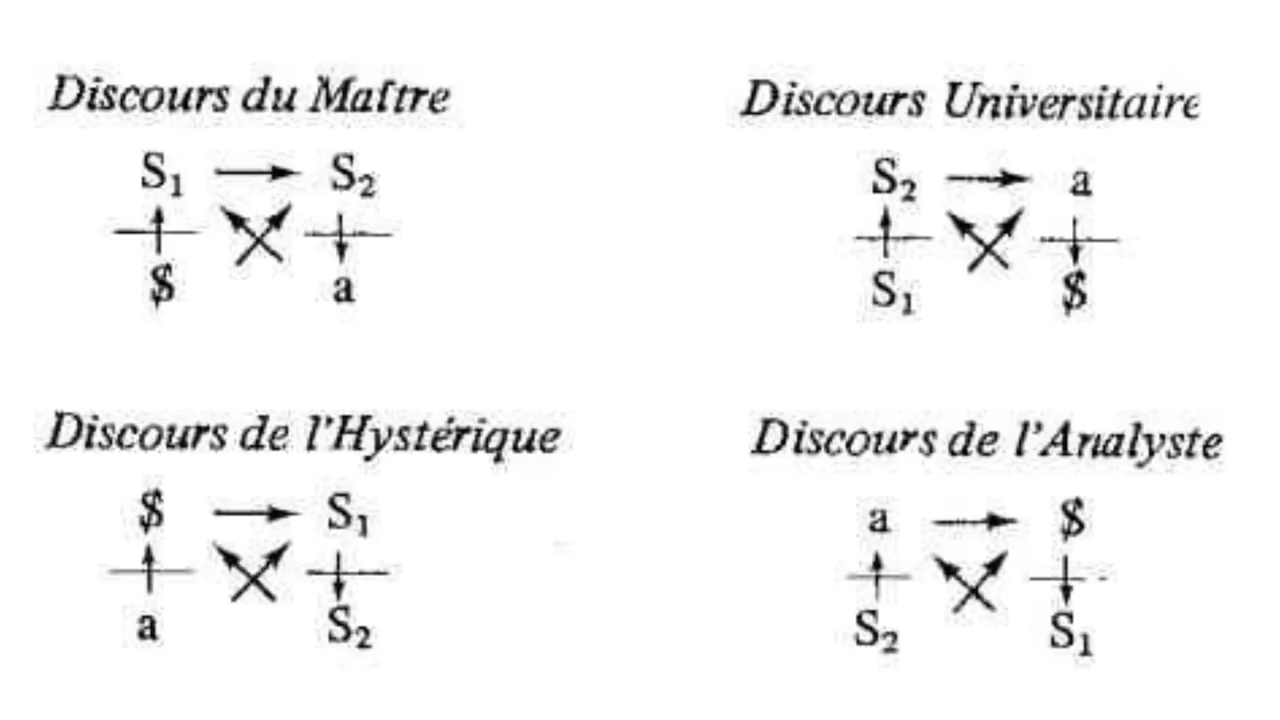 Discours du Maître
S₁ → S₂
$ a
Discours Universitaire
S₂ → a
S₁ $
Discours de l'Hystérique
$ → S₁
a S₂
Discours de l'Analyste
a → $
S₂ S₁